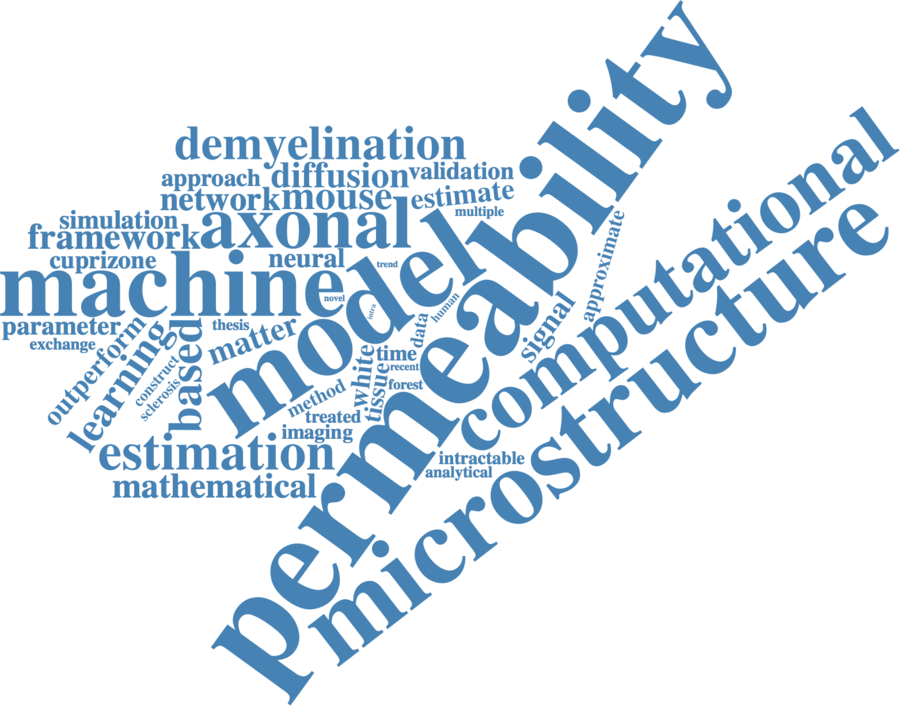 demyelination
approach
diffusion
validation
network
mouse
estimate
multiple
simulation
framework
axonal
cuprizone
neural
trend
machine
novel
intra
human
model
permeability
approximate
computational
microstructure
parameter
exchange
thesis
matter
data
signal
outperform
learning
construct
sclerosis
based
white
time
recent
tissue
forest
method
treated
imaging
estimation
intractable
analytical
mathematical